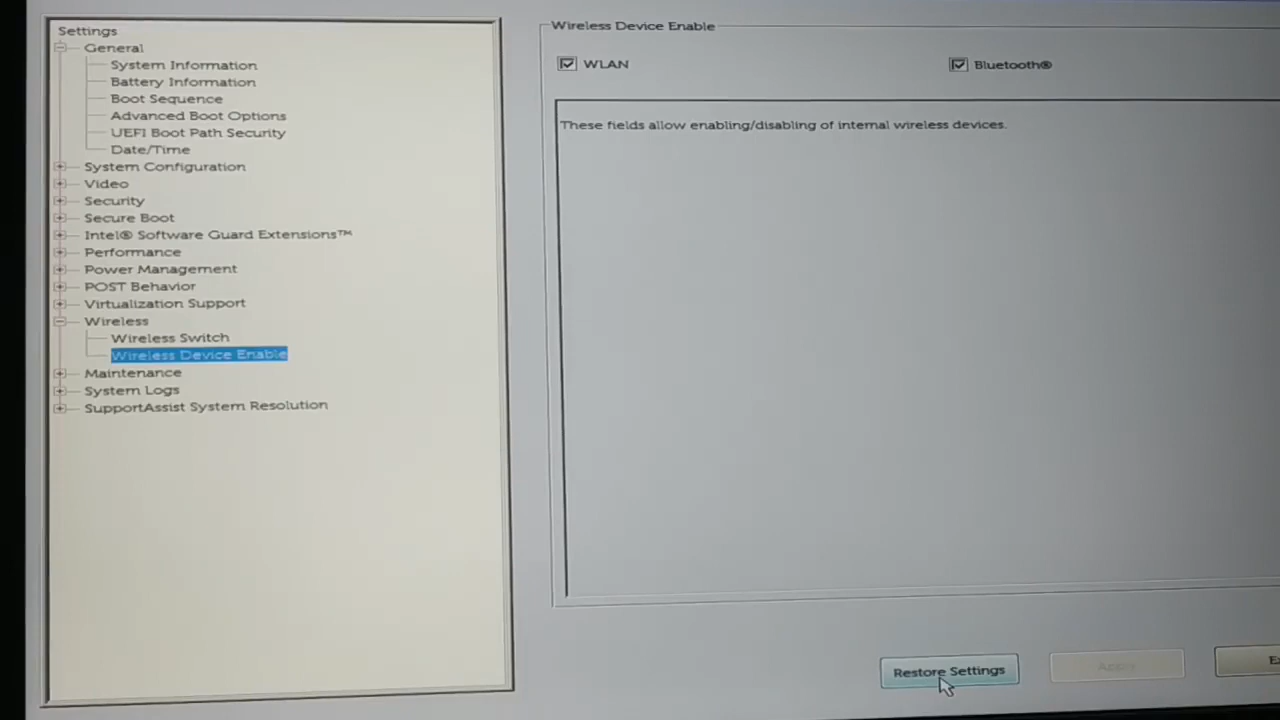 Settings
General
System Information
Battery Information
Boot Sequence
Advanced Boot Options
UEFI Boot Path Security
Date/Time
System Configuration
Video
Security
Secure Boot
Intel® Software Guard Extensions™
Performance
Power Management
POST Behavior
Virtualization Support
Wireless
Wireless Switch
Wireless Device Enable
Maintenance
System Logs
SupportAssist System Resolution
Wireless Device Enable
WLAN
Bluetooth®
These fields allow enabling/disabling of internal wireless devices.
Restore Settings